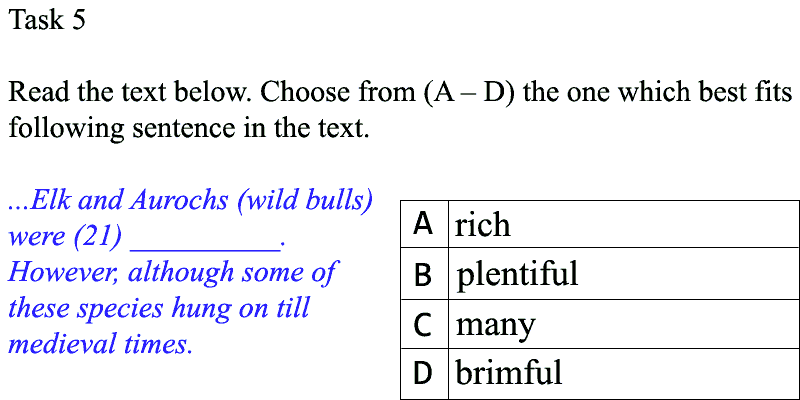 Task 5
Read the text below. Choose from (A – D) the one which best fits
following sentence in the text.
...Elk and Aurochs (wild bulls)
were (21) __________.
However, although some of
these species hung on till
medieval times.
A rich
B plentiful
C many
D brimful